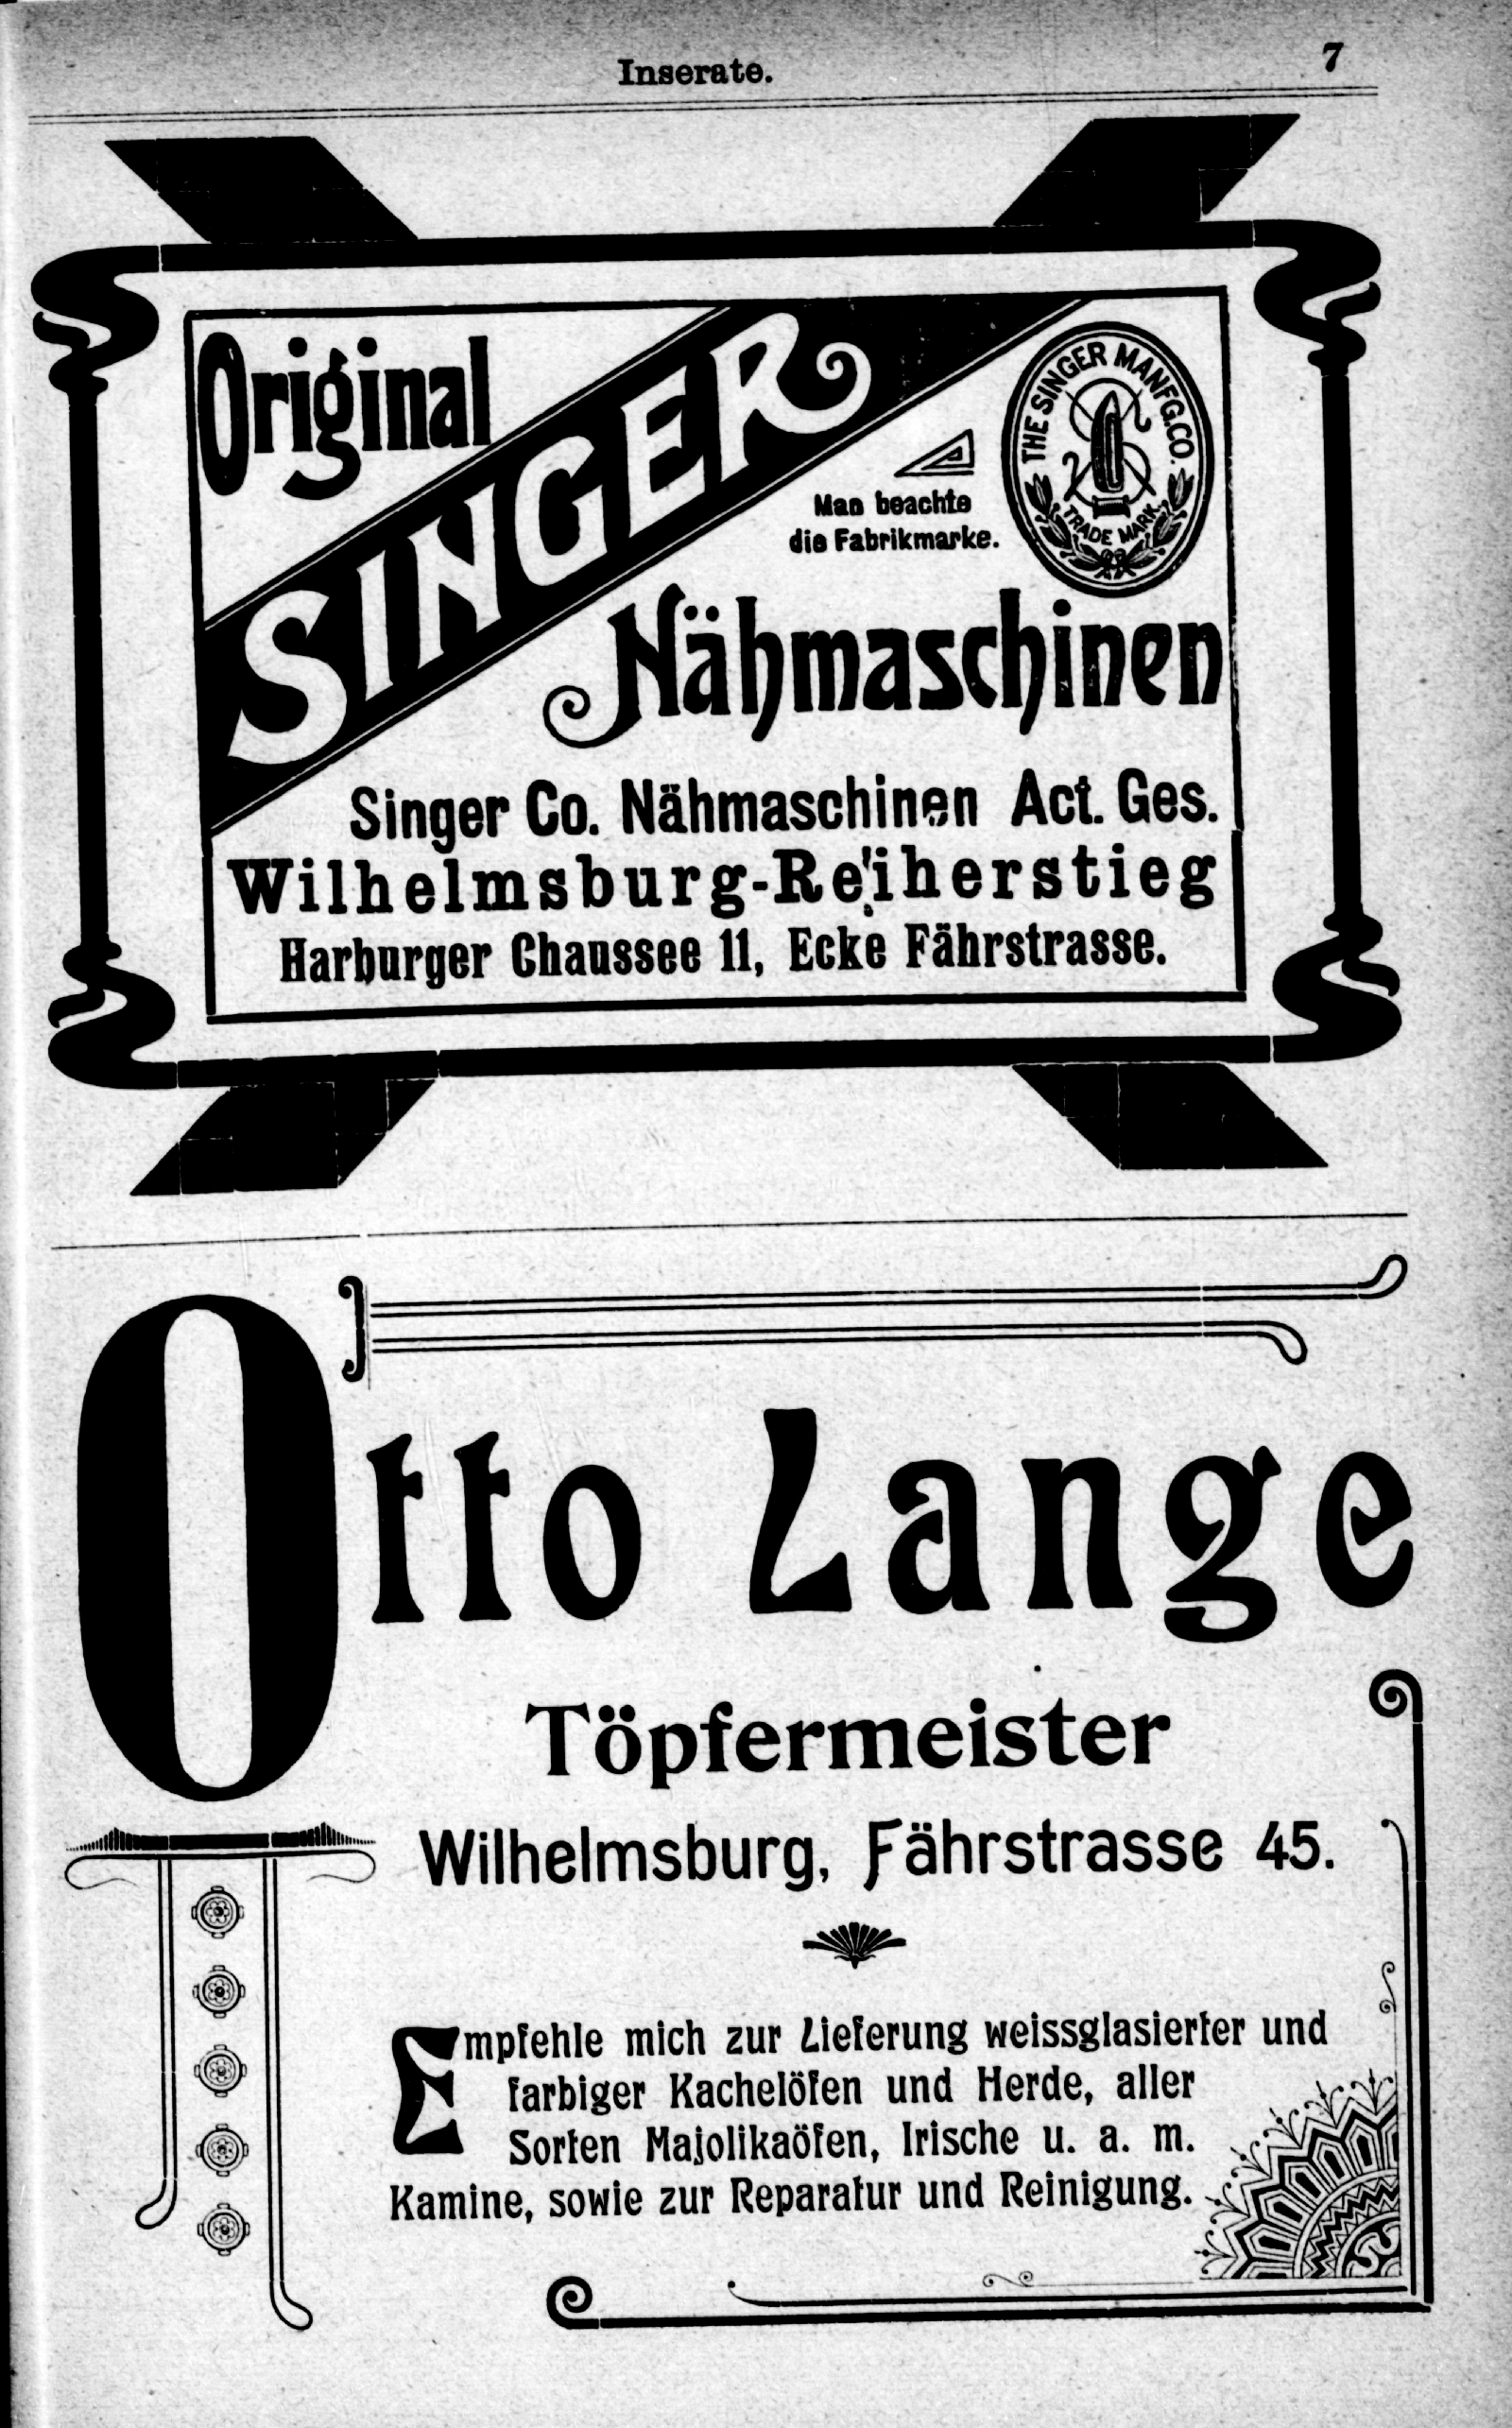 Inserate. 7
Original
SINGER
THE SINGER MANFG.CO.
TRADE MARK
Man beachte
die Fabrikmarke.
Nähmaschinen
Singer Co. Nähmaschinen Act. Ges.
Wilhelmsburg-Reiherstieg
Harburger Chaussee 11, Ecke Fährstrasse.
Otto Lange
Töpfermeister
Wilhelmsburg, Fährstrasse 45.
Empfehle mich zur Lieferung weissglasierter und
farbiger Kachelöfen und Herde, aller
Sorten Majolikaöfen, Irische u. a. m.
Kamine, sowie zur Reparatur und Reinigung.